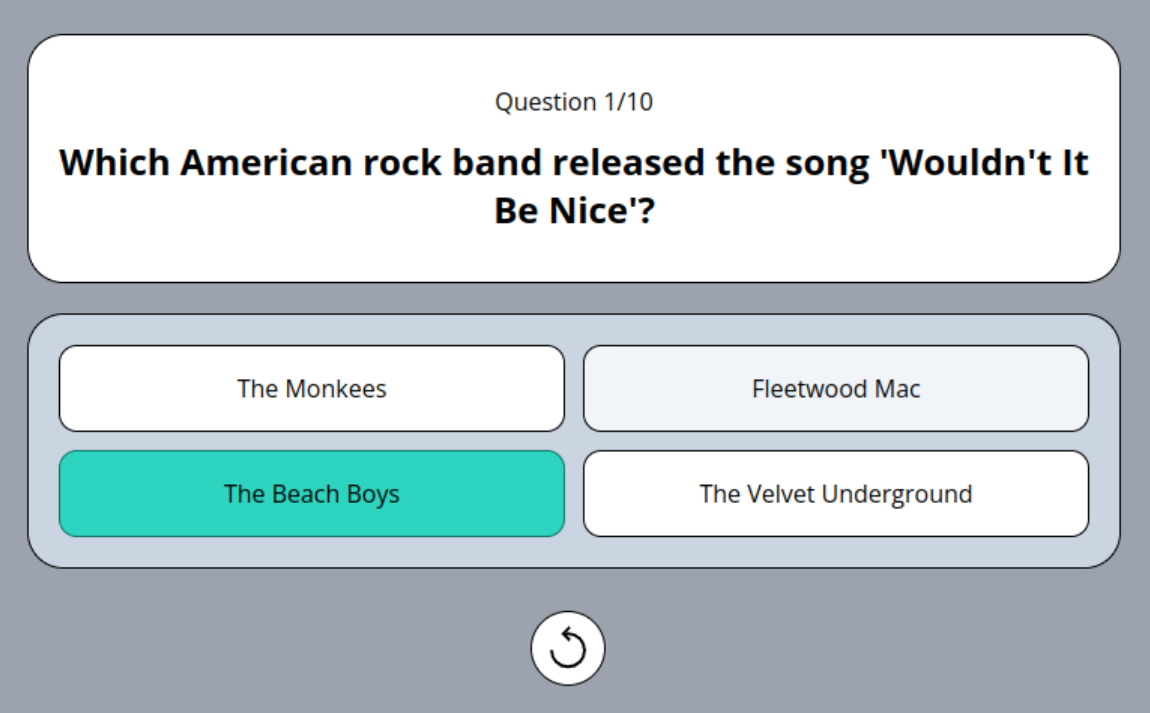 Question 1/10
Which American rock band released the song 'Wouldn't It
Be Nice'?
The Monkees
Fleetwood Mac
The Beach Boys
The Velvet Underground